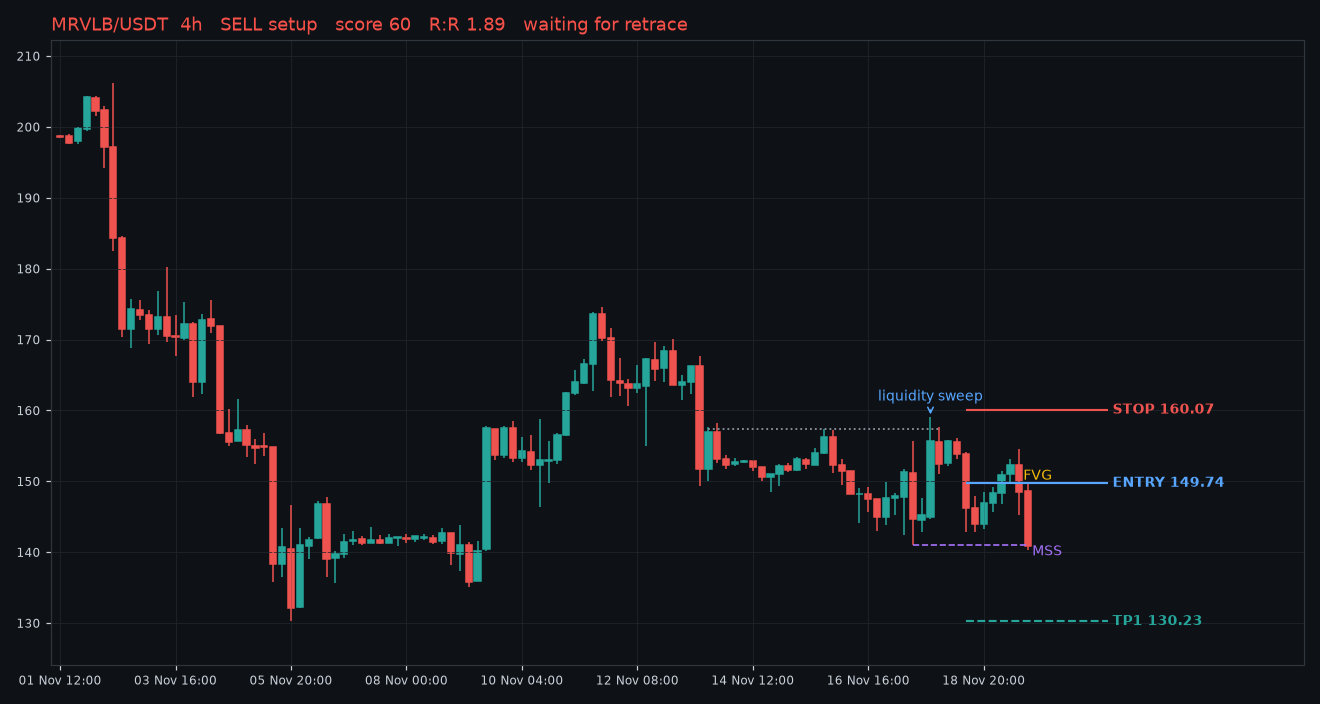 MRVLB/USDT  4h   SELL setup   score 60   R:R 1.89   waiting for retrace
210
200
190
180
170
160
150
140
130
liquidity sweep
STOP 160.07
FVG
ENTRY 149.74
MSS
TP1 130.23
01 Nov 12:00
03 Nov 16:00
05 Nov 20:00
08 Nov 00:00
10 Nov 04:00
12 Nov 08:00
14 Nov 12:00
16 Nov 16:00
18 Nov 20:00